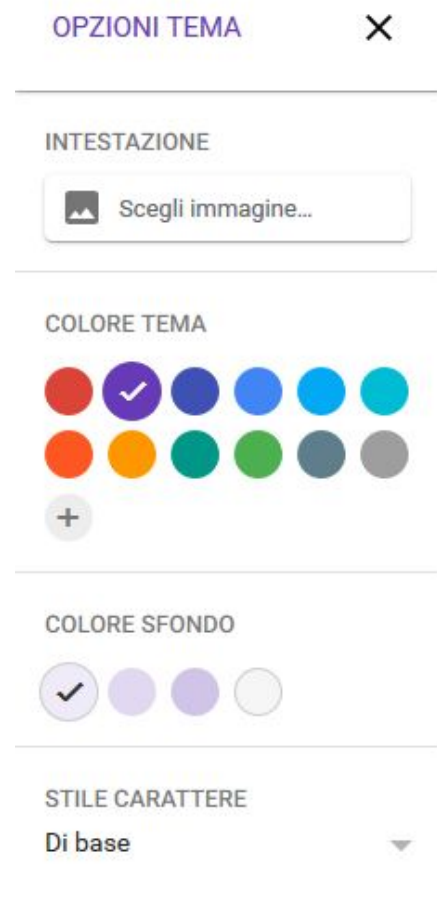 OPZIONI TEMA
INTESTAZIONE
Scegli immagine...
COLORE TEMA
COLORE SFONDO
STILE CARATTERE
Di base